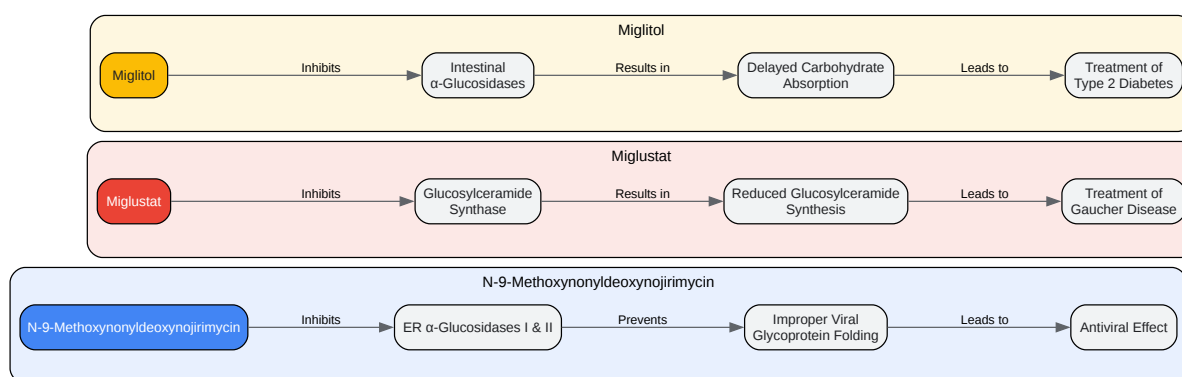 Miglitol
Miglitol
Inhibits
Intestinal
α-Glucosidases
Results in
Delayed Carbohydrate
Absorption
Leads to
Treatment of
Type 2 Diabetes
Miglustat
Miglustat
Inhibits
Glucosylceramide
Synthase
Results in
Reduced Glucosylceramide
Synthesis
Leads to
Treatment of
Gaucher Disease
N-9-Methoxynonyldeoxynojirimycin
N-9-Methoxynonyldeoxynojirimycin
Inhibits
ER α-Glucosidases I & II
Prevents
Improper Viral
Glycoprotein Folding
Leads to
Antiviral Effect